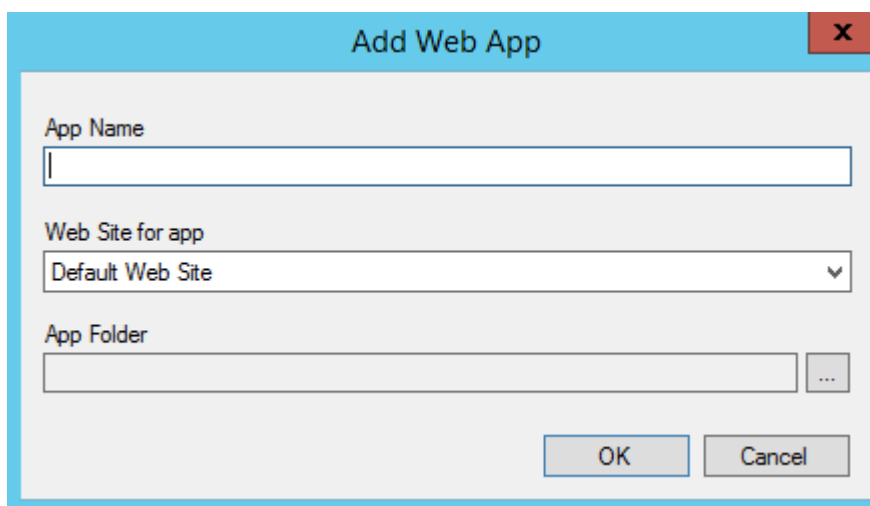 Add Web App
x
App Name
Web Site for app
Default Web Site
App Folder
...
OK Cancel